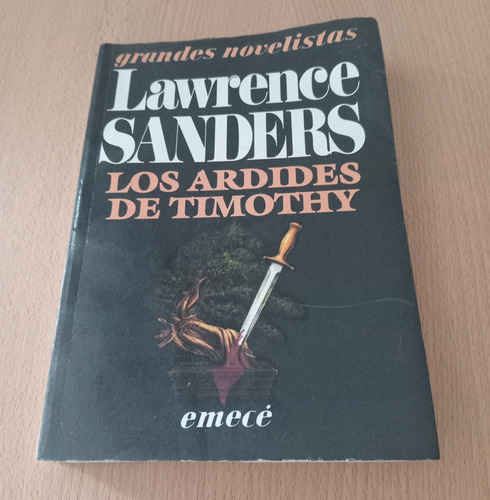 grandes novelistas
Lawrence
SANDERS
LOS ARDIDES
DE TIMOTHY
emecé